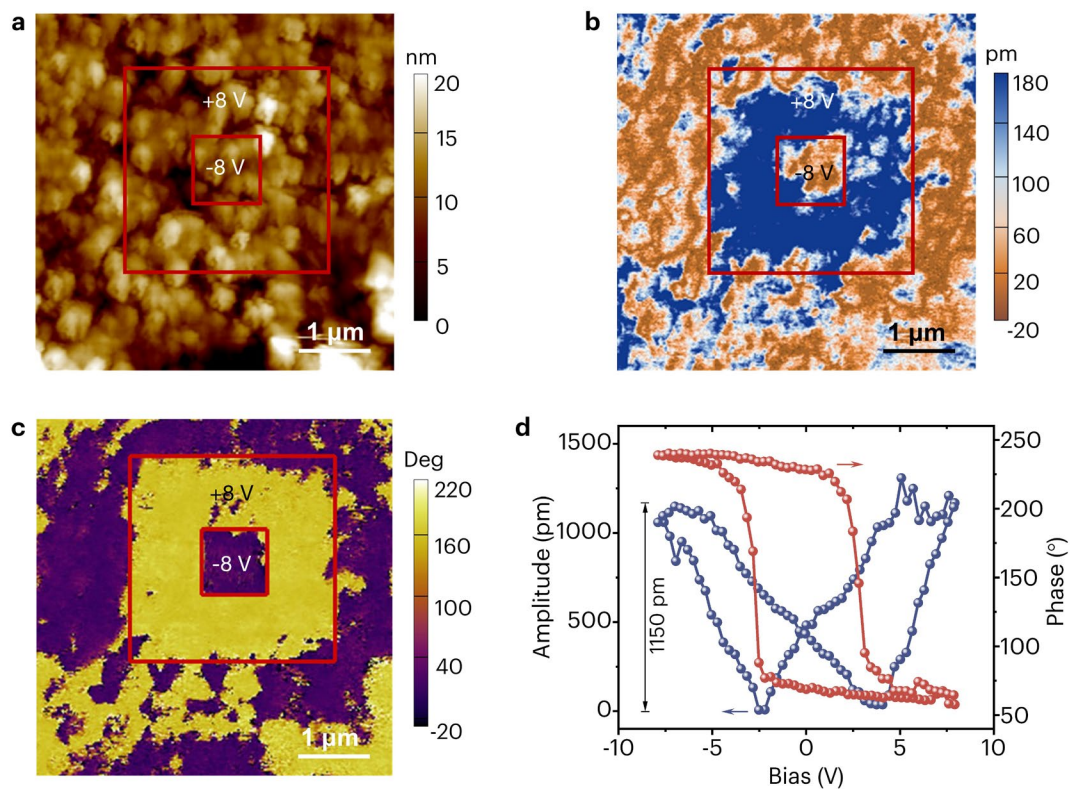 a
nm
20
15
10
5
0
+8 V
-8 V
1 μm
b
pm
180
140
100
60
20
-20
+8 V
-8 V
1 μm
c
Deg
220
160
100
40
-20
+8 V
-8 V
1 μm
d
Amplitude (pm)
1500
1000
500
0
1150 pm
250
200
150
100
50
Phase (°)
-10
-5
0
5
10
Bias (V)